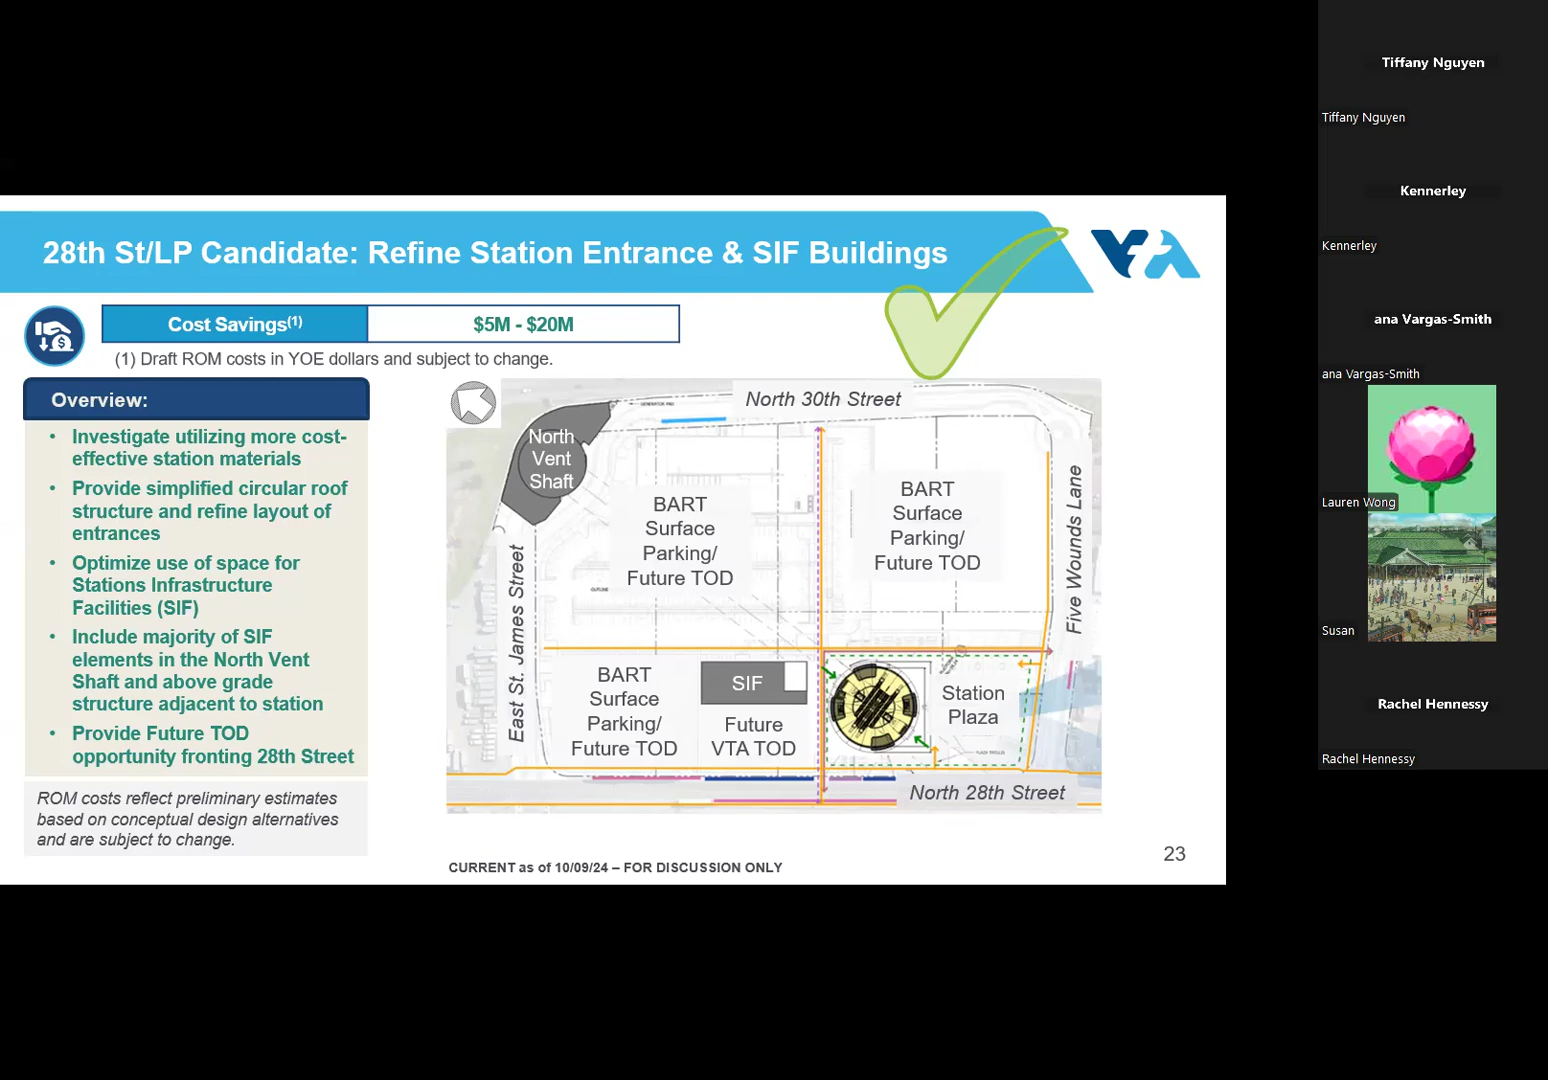 28th St/LP Candidate: Refine Station Entrance & SIF Buildings
VTA
Cost Savings(1)
$5M - $20M
(1) Draft ROM costs in YOE dollars and subject to change.
Overview:
• Investigate utilizing more cost-
effective station materials
• Provide simplified circular roof
structure and refine layout of
entrances
• Optimize use of space for
Stations Infrastructure
Facilities (SIF)
• Include majority of SIF
elements in the North Vent
Shaft and above grade
structure adjacent to station
• Provide Future TOD
opportunity fronting 28th Street
ROM costs reflect preliminary estimates
based on conceptual design alternatives
and are subject to change.
North 30th Street
North
Vent
Shaft
BART
Surface
Parking/
Future TOD
BART
Surface
Parking/
Future TOD
East St. James Street
Five Wounds Lane
BART
Surface
Parking/
Future TOD
SIF
Future
VTA TOD
Station
Plaza
North 28th Street
CURRENT as of 10/09/24 – FOR DISCUSSION ONLY
23
Tiffany Nguyen
Tiffany Nguyen
Kennerley
Kennerley
ana Vargas-Smith
ana Vargas-Smith
Lauren Wong
Susan
Rachel Hennessy
Rachel Hennessy